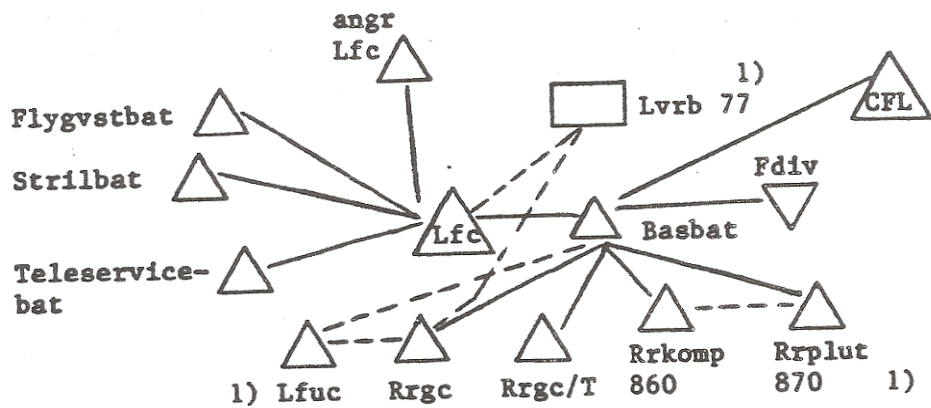 angr
Lfc
1)
Lvrb 77
CFL
Flygvstbat
Fdiv
Strilbat
Lfc
Basbat
Teleservice-
bat
Rrkomp
860
Rrplut
870 1)
1) Lfuc
Rrgc
Rrgc/T